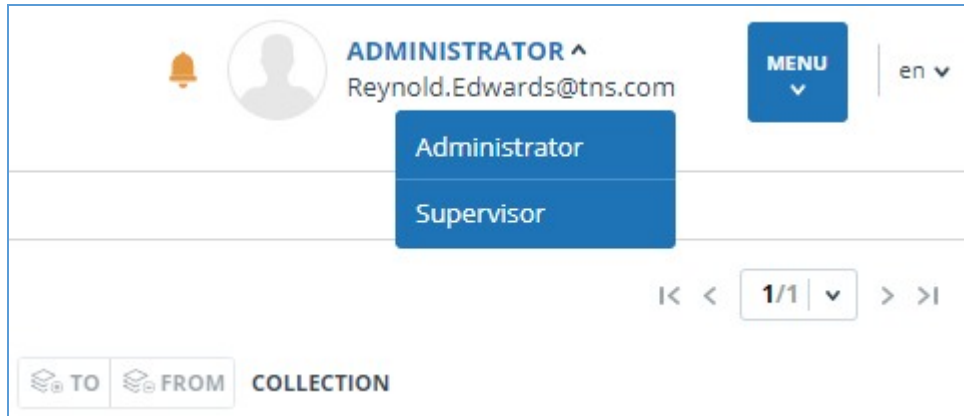 ADMINISTRATOR
Reynold.Edwards@tns.com
MENU
en
Administrator
Supervisor
1/1
TO FROM COLLECTION